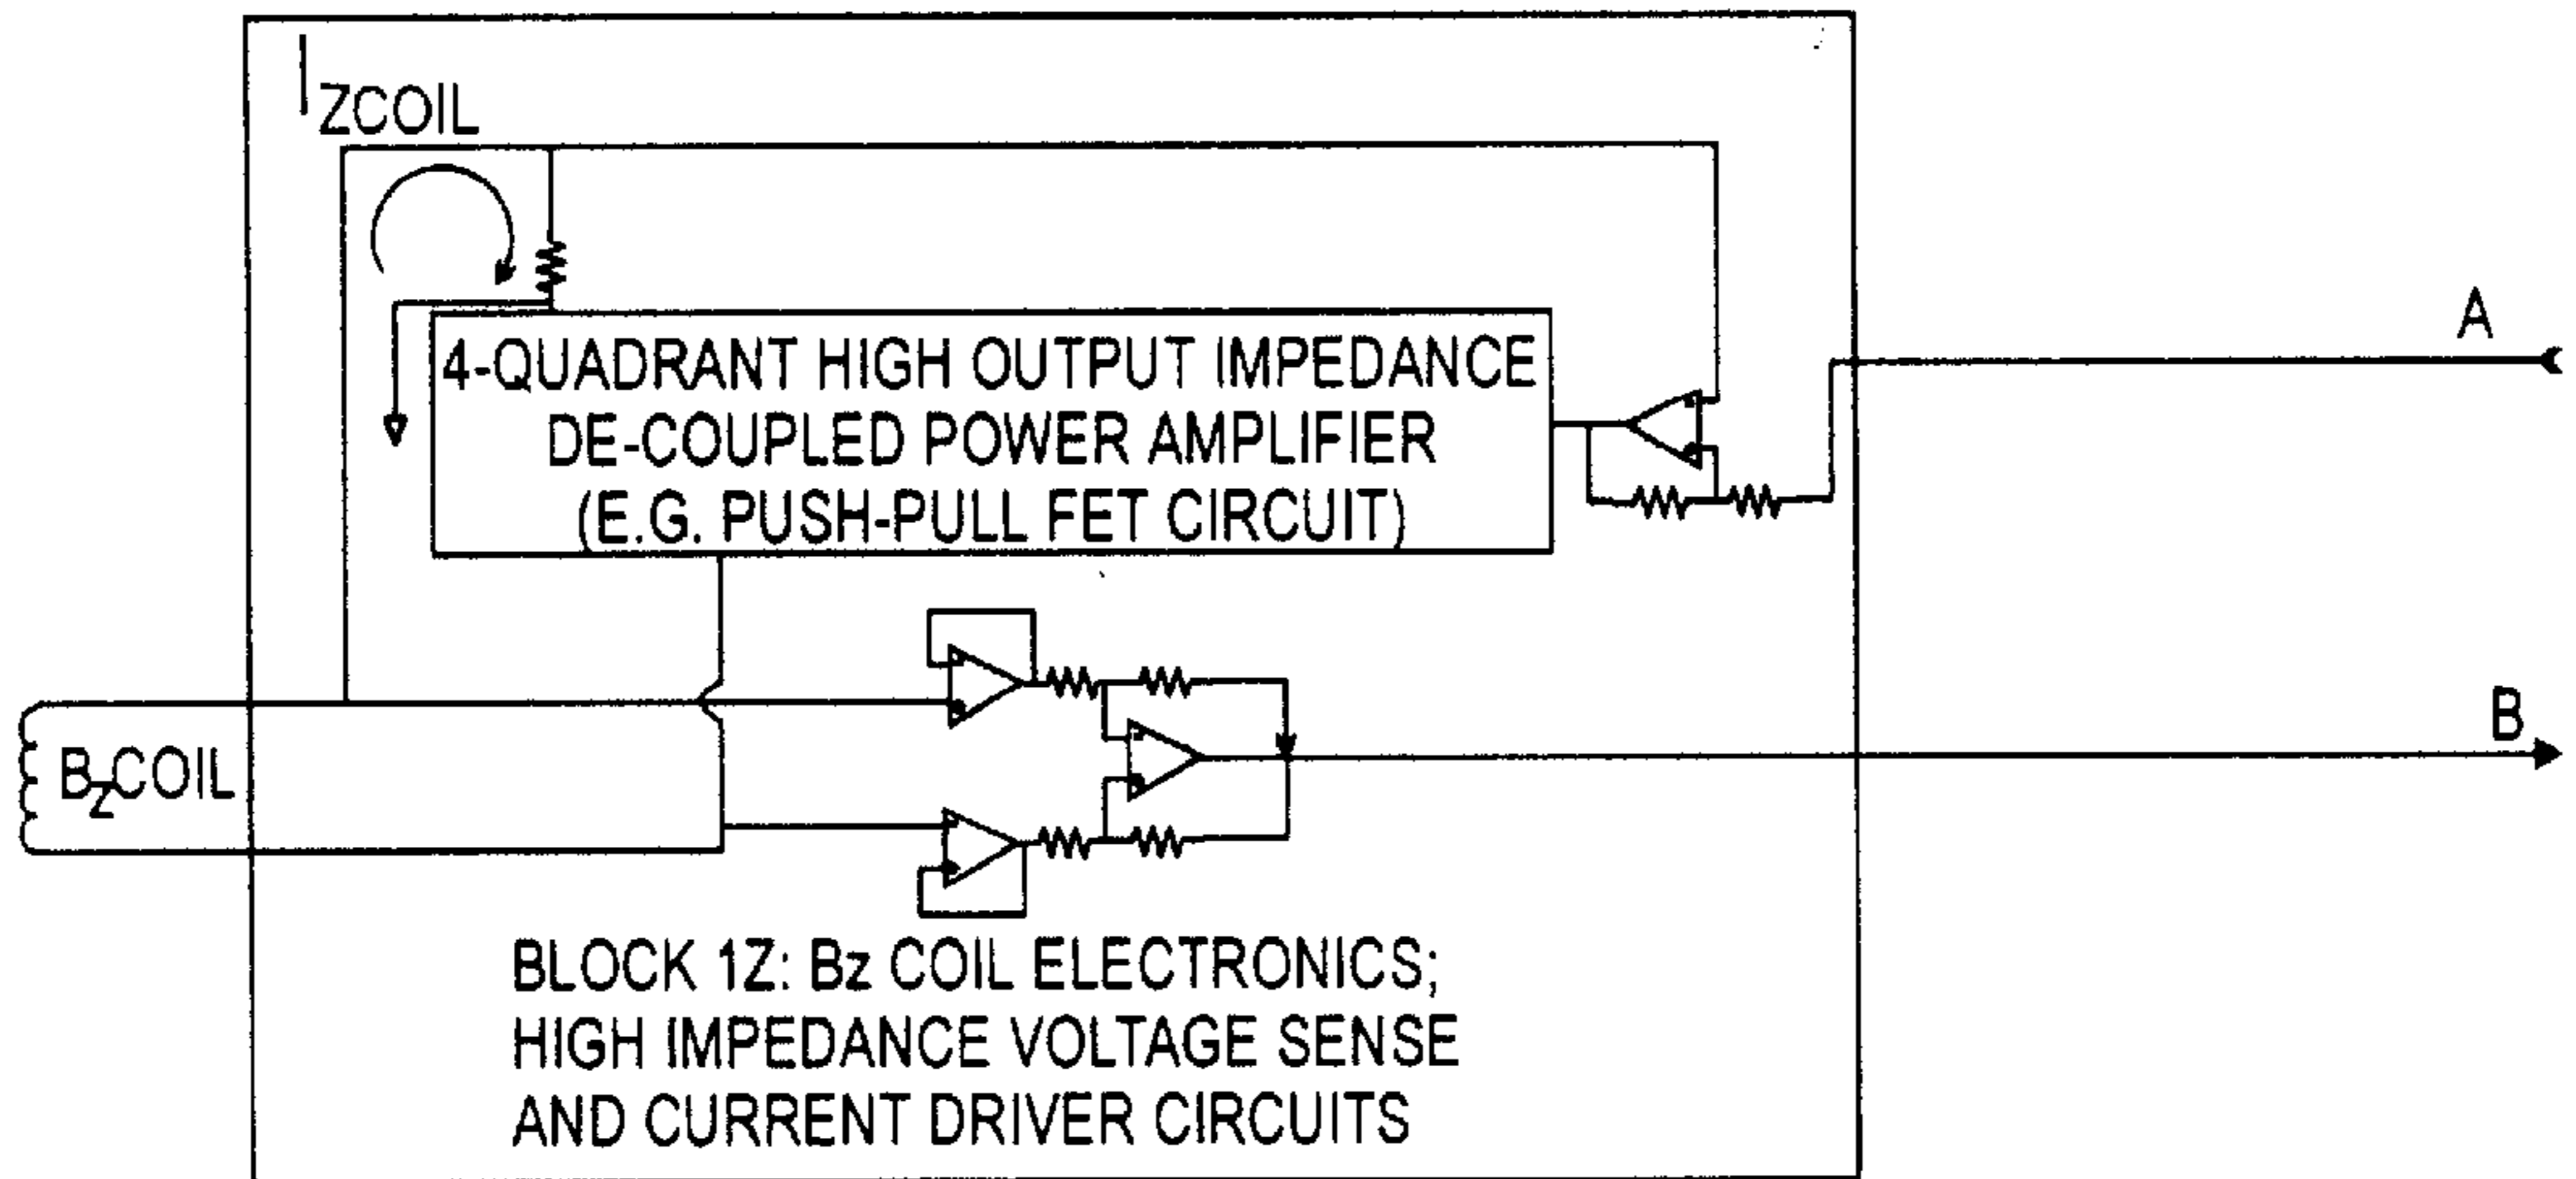 IZCOIL
4-QUADRANT HIGH OUTPUT IMPEDANCE
DE-COUPLED POWER AMPLIFIER
(E.G. PUSH-PULL FET CIRCUIT)
A
B
BZCOIL
BLOCK 1Z: Bz COIL ELECTRONICS;
HIGH IMPEDANCE VOLTAGE SENSE
AND CURRENT DRIVER CIRCUITS